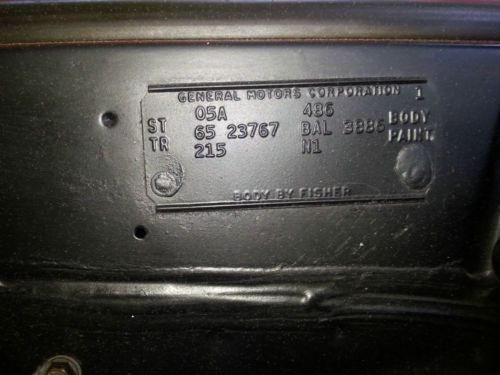 GENERAL MOTORS CORPORATION 1
05A 486
ST 65 23767 BAL 3886 BODY
TR 215 N1 PAINT
BODY BY FISHER